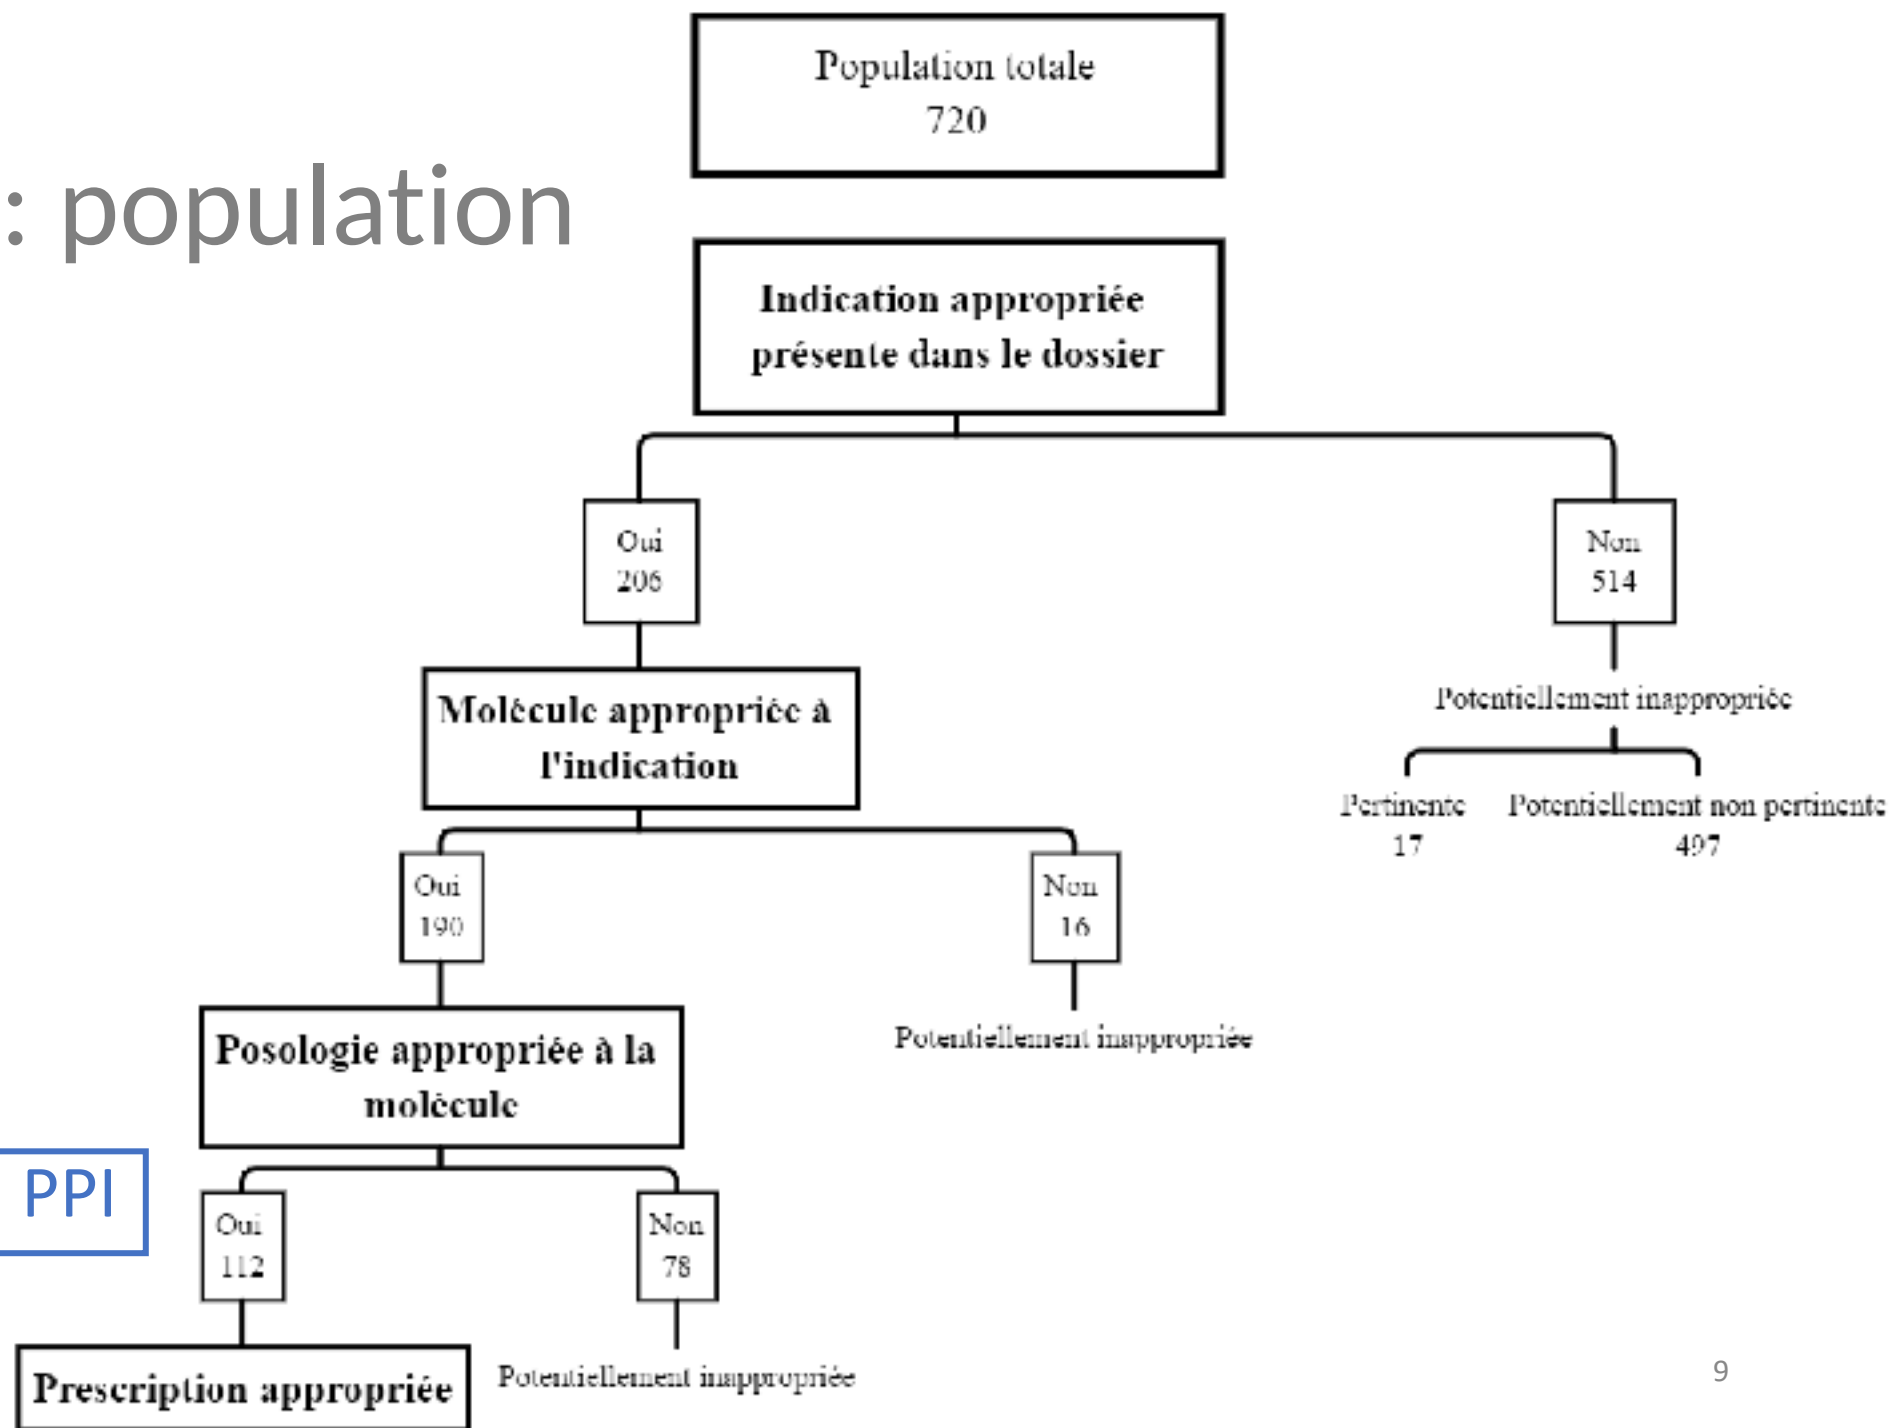 Population totale
720
: population
Indication appropriée
présente dans le dossier
Oui
206
Non
514
Molécule appropriée à
l'indication
Potentiellement inappropriée
Pertinente
17
Potentiellement non pertinente
497
Oui
190
Non
16
Posologie appropriée à la
molécule
Potentiellement inappropriée
PPI
Oui
112
Non
78
Prescription appropriée
Potentiellement inappropriée
9